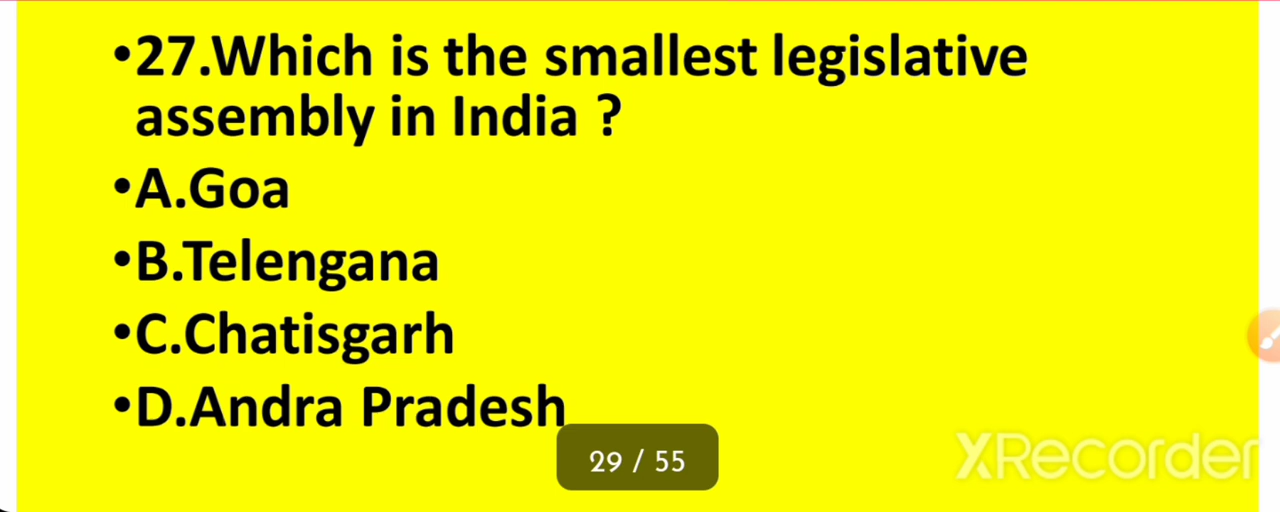 •27.Which is the smallest legislative
assembly in India ?
•A.Goa
•B.Telengana
•C.Chatisgarh
•D.Andra Pradesh
29 / 55
XRecorder